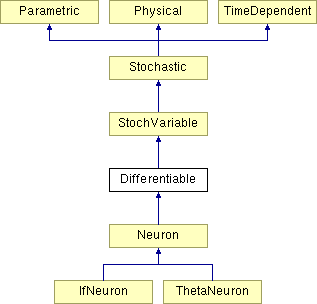 Parametric Physical TimeDependent
Stochastic
StochVariable
Differentiable
Neuron
IfNeuron ThetaNeuron